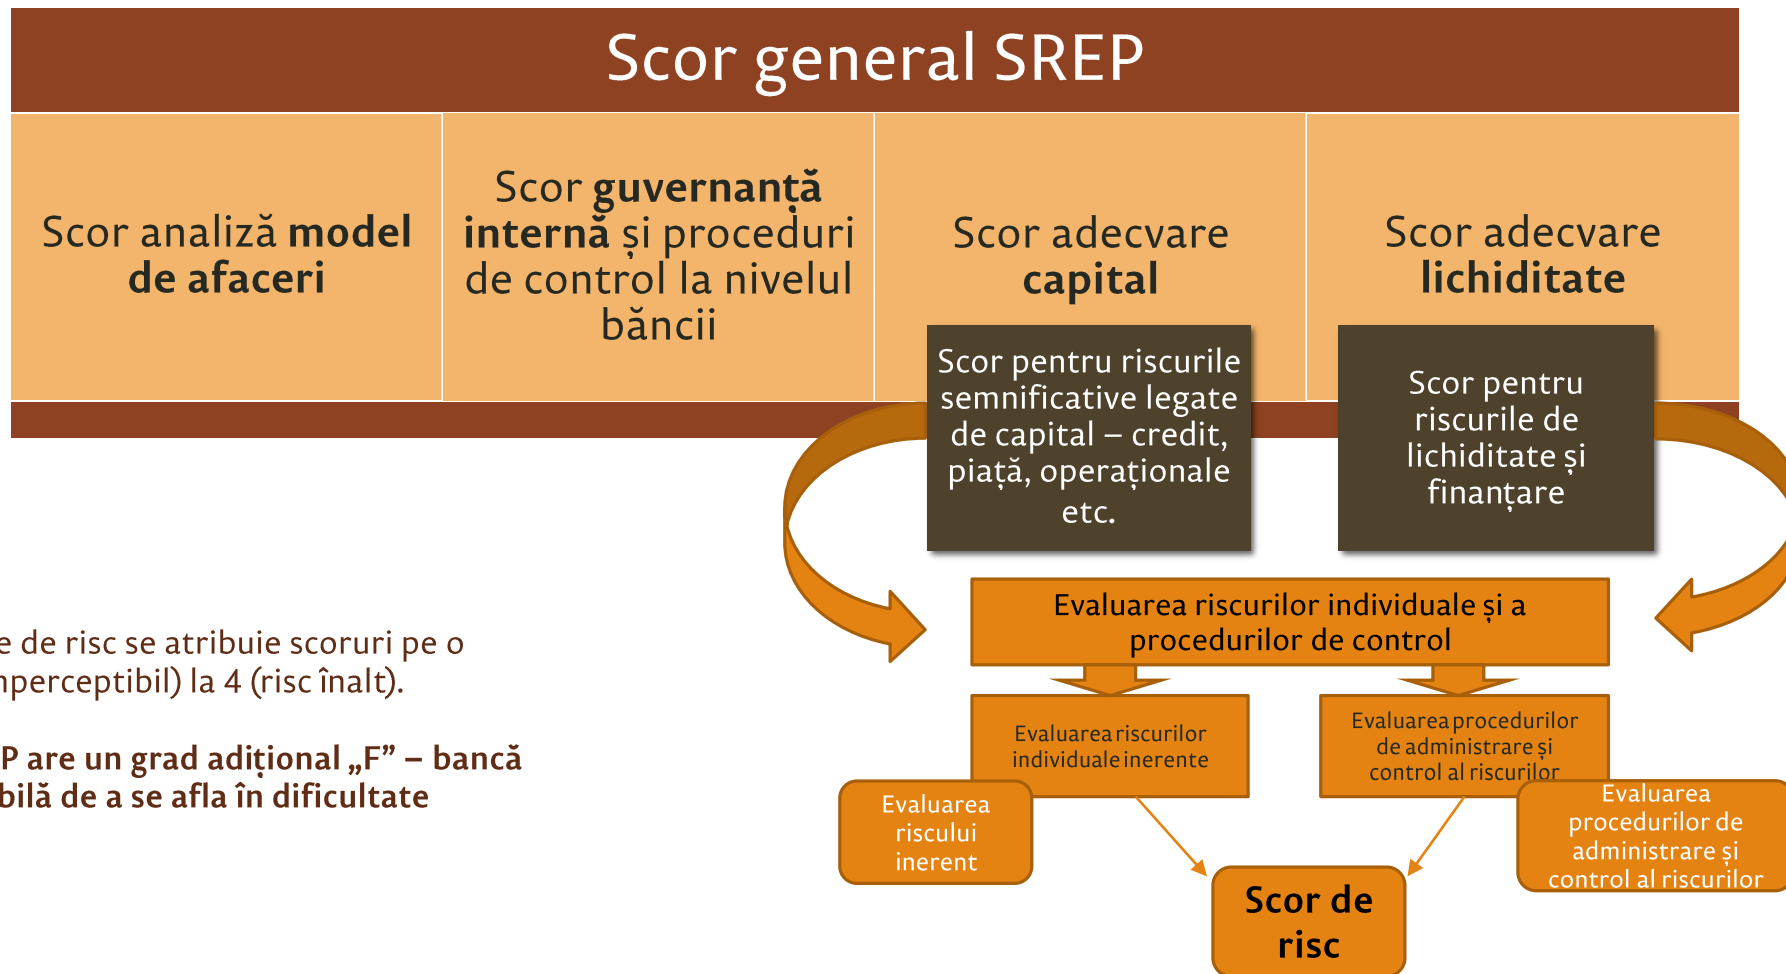 Scor general SREP
Scor analiză model
de afaceri
Scor guvernanță
internă și proceduri
de control la nivelul
băncii
Scor adecvare
capital
Scor adecvare
lichiditate
Scor pentru riscurile
semnificative legate
de capital – credit,
piață, operaționale
etc.
Scor pentru
riscurile de
lichiditate și
finanțare
Evaluarea riscurilor individuale și a
procedurilor de control
de risc se atribuie scoruri pe o
la 4 (risc înalt).
are un grad adițional „F” – bancă
de a se afla în dificultate
Evaluarea riscurilor
individuale inerente
Evaluarea procedurilor
de administrare și
control al riscurilor
Evaluarea
riscului
inerent
Evaluarea
procedurilor de
administrare și
control al riscurilor
Scor de
risc